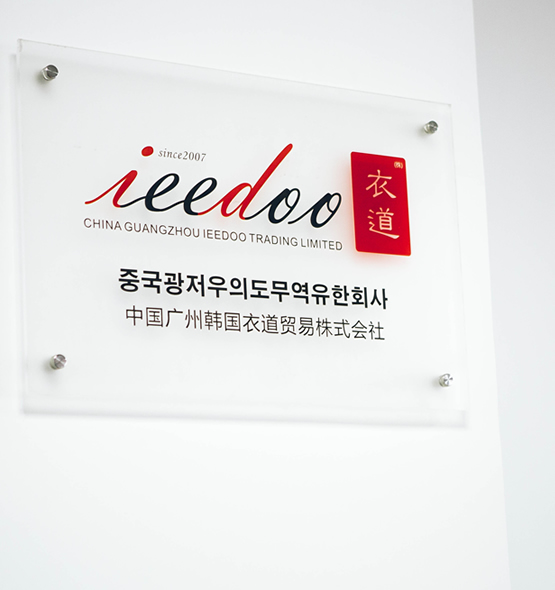 since2007
ieedoo
CHINA GUANGZHOU IEEDOO TRADING LIMITED
衣道
(株)
중국광저우의도무역유한회사
中国广州韩国衣道贸易株式会社